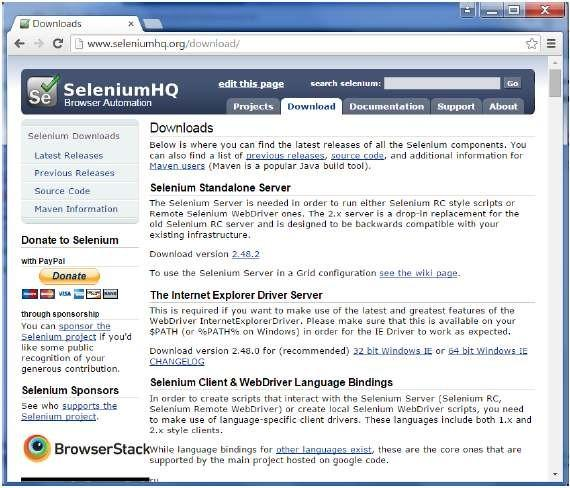 Downloads
www.seleniumhq.org/download/
Se
SeleniumHQ
Browser Automation
edit this page
search selenium:
Go
Projects
Download
Documentation
Support
About
Selenium Downloads
Latest Releases
Previous Releases
Source Code
Maven Information
Donate to Selenium
with PayPal
Donate
VISA
through sponsorship
You can sponsor the
Selenium project if you'd
like some public
recognition of your
generous contribution.
Selenium Sponsors
See who supports the
Selenium project.
BrowserStack
Downloads
Below is where you can find the latest releases of all the Selenium components. You
can also find a list of previous releases, source code, and additional information for
Maven users (Maven is a popular Java build tool).
Selenium Standalone Server
The Selenium Server is needed in order to run either Selenium RC style scripts or
Remote Selenium WebDriver ones. The 2.x server is a drop-in replacement for the
old Selenium RC server and is designed to be backwards compatible with your
existing infrastructure.
Download version 2.48.2
To use the Selenium Server in a Grid configuration see the wiki page.
The Internet Explorer Driver Server
This is required if you want to make use of the latest and greatest features of the
WebDriver InternetExplorerDriver. Please make sure that this is available on your
$PATH (or %PATH% on Windows) in order for the IE Driver to work as expected.
Download version 2.48.0 for (recommended) 32 bit Windows IE or 64 bit Windows IE
CHANGELOG
Selenium Client & WebDriver Language Bindings
In order to create scripts that interact with the Selenium Server (Selenium RC,
Selenium Remote WebDriver) or create local Selenium WebDriver scripts, you
need to make use of language-specific client drivers. These languages include both 1.x and
2.x style clients.
While language bindings for other languages exist, these are the core ones that are
supported by the main project hosted on google code.